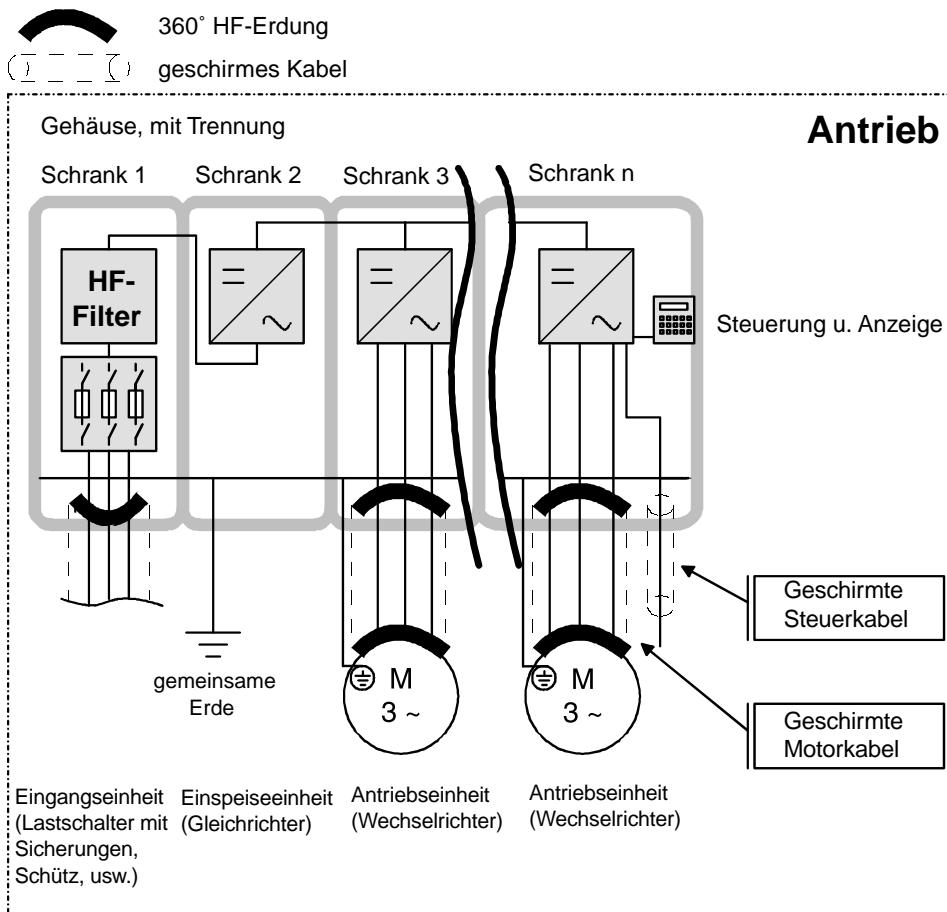 360° HF-Erdung
geschirmes Kabel
Gehäuse, mit Trennung
Antrieb
Schrank 1
Schrank 2
Schrank 3
Schrank n
HF-
Filter
Steuerung u. Anzeige
Geschirmte
Steuerkabel
gemeinsame
Erde
M
3 ~
M
3 ~
Geschirmte
Motorkabel
Eingangseinheit
(Lastschalter mit
Sicherungen,
Schütz, usw.)
Einspeiseeinheit
(Gleichrichter)
Antriebseinheit
(Wechselrichter)
Antriebseinheit
(Wechselrichter)